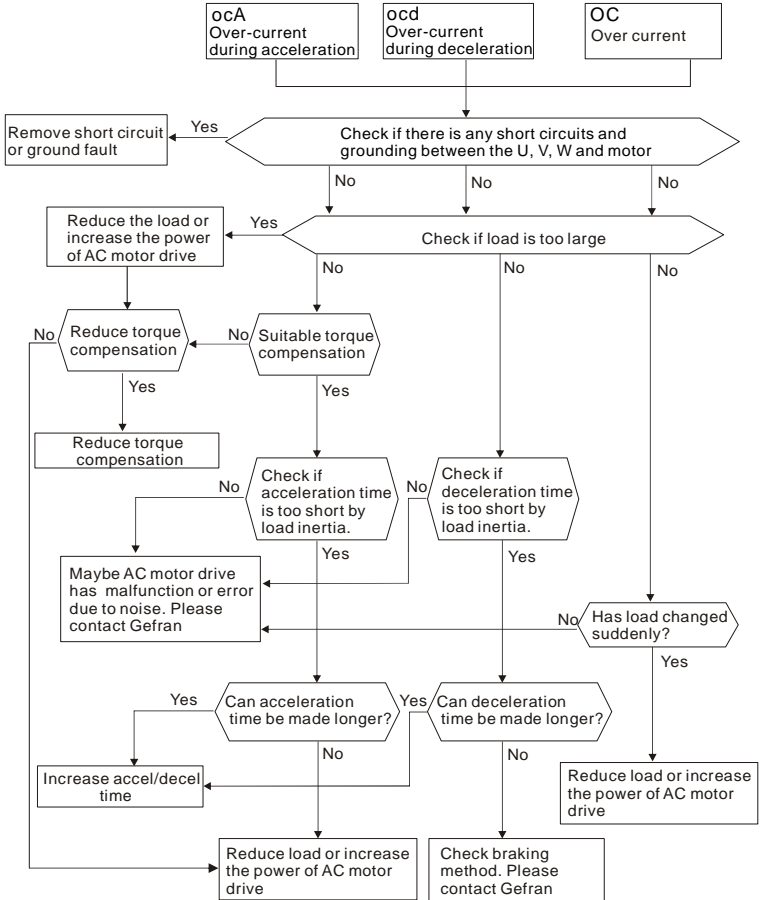 ocA
Over-current
during acceleration
ocd
Over-current
during deceleration
OC
Over current
Remove short circuit
or ground fault
Yes
Check if there is any short circuits and
grounding between the U, V, W and motor
No
No
No
Reduce the load or
increase the power
of AC motor drive
Yes
Check if load is too large
No
No
No
No
Reduce torque
compensation
No
Suitable torque
compensation
Yes
Yes
Reduce torque
compensation
No
Check if
acceleration time
is too short by
load inertia.
No
Check if
deceleration time
is too short by
load inertia.
Yes
Yes
Maybe AC motor drive
has malfunction or error
due to noise. Please
contact Gefran
No
Has load changed
suddenly?
Yes
Yes
Can acceleration
time be made longer?
Yes
Can deceleration
time be made longer?
No
No
Increase accel/decel
time
Reduce load or increase
the power of AC motor
drive
Reduce load or increase
the power of AC motor
drive
Check braking
method. Please
contact Gefran